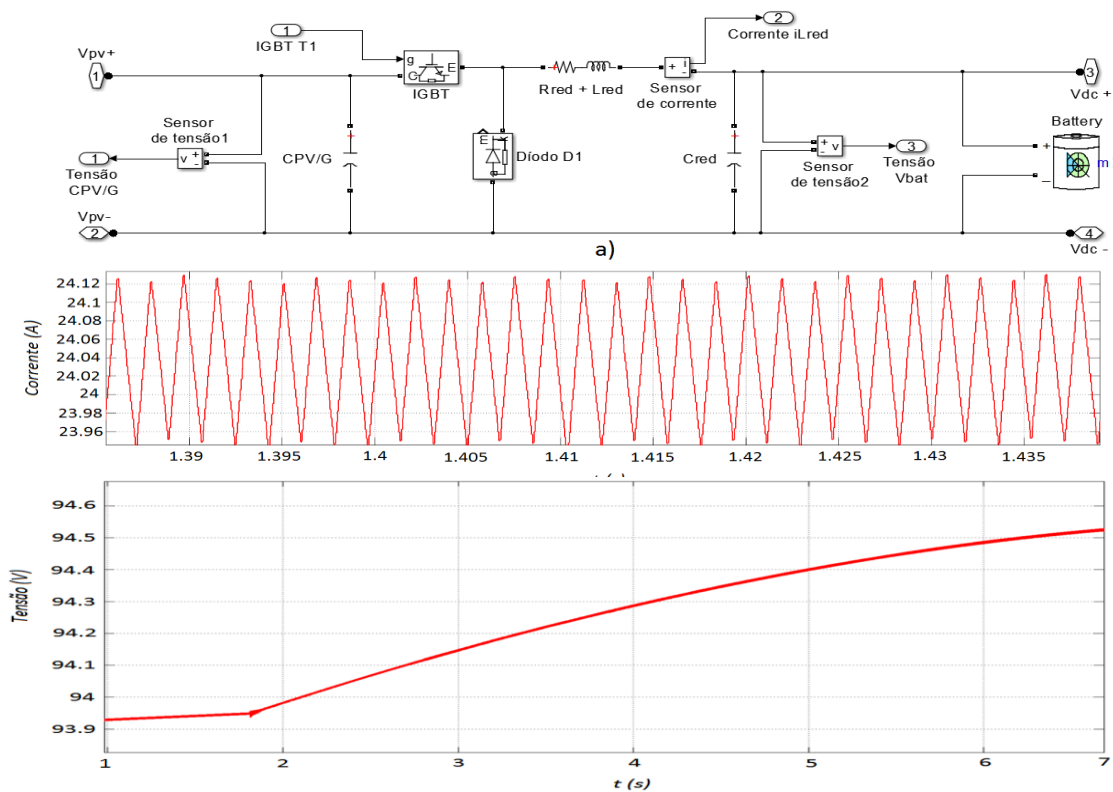 Vpv+
1
1
IGBT T1
g
C
E
IGBT
Rred + Lred
+
i
-
Sensor
de corrente
2
Corrente iLred
3
Vdc +
Sensor
de tensão1
v
+
-
1
Tensão
CPV/G
+
CPV/G
m
Díodo D1
+
Cred
+
-
v
Sensor
de tensão2
3
Tensão
Vbat
Battery
+
m
_
Vpv-
2
4
Vdc -
a)
Corrente (A)
24.12
24.1
24.08
24.06
24.04
24.02
24
23.98
23.96
1.39
1.395
1.4
1.405
1.41
1.415
1.42
1.425
1.43
1.435
Tensão (V)
94.6
94.5
94.4
94.3
94.2
94.1
94
93.9
1
2
3
4
5
6
7
t (s)